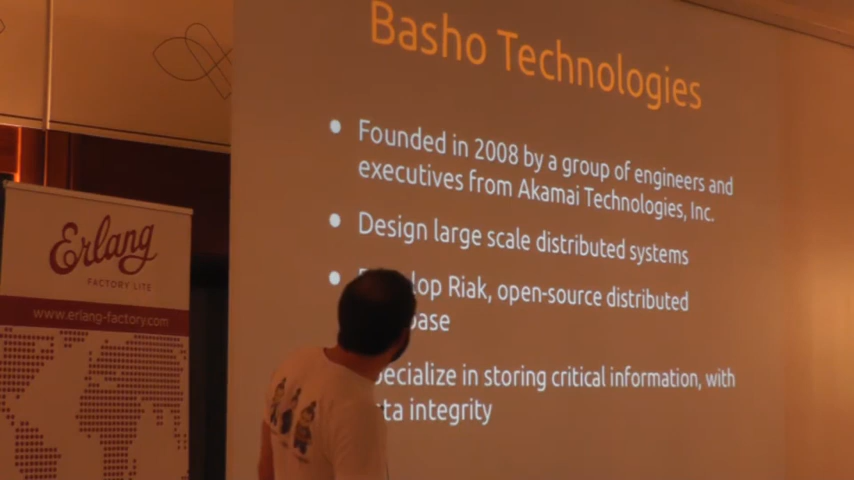 Basho Technologies
Founded in 2008 by a group of engineers and
executives from Akamai Technologies, Inc.
Design large scale distributed systems
lop Riak, open-source distributed
base
pecialize in storing critical information, with
ta integrity
Erlang
FACTORY LITE
www.erlang-factory.com